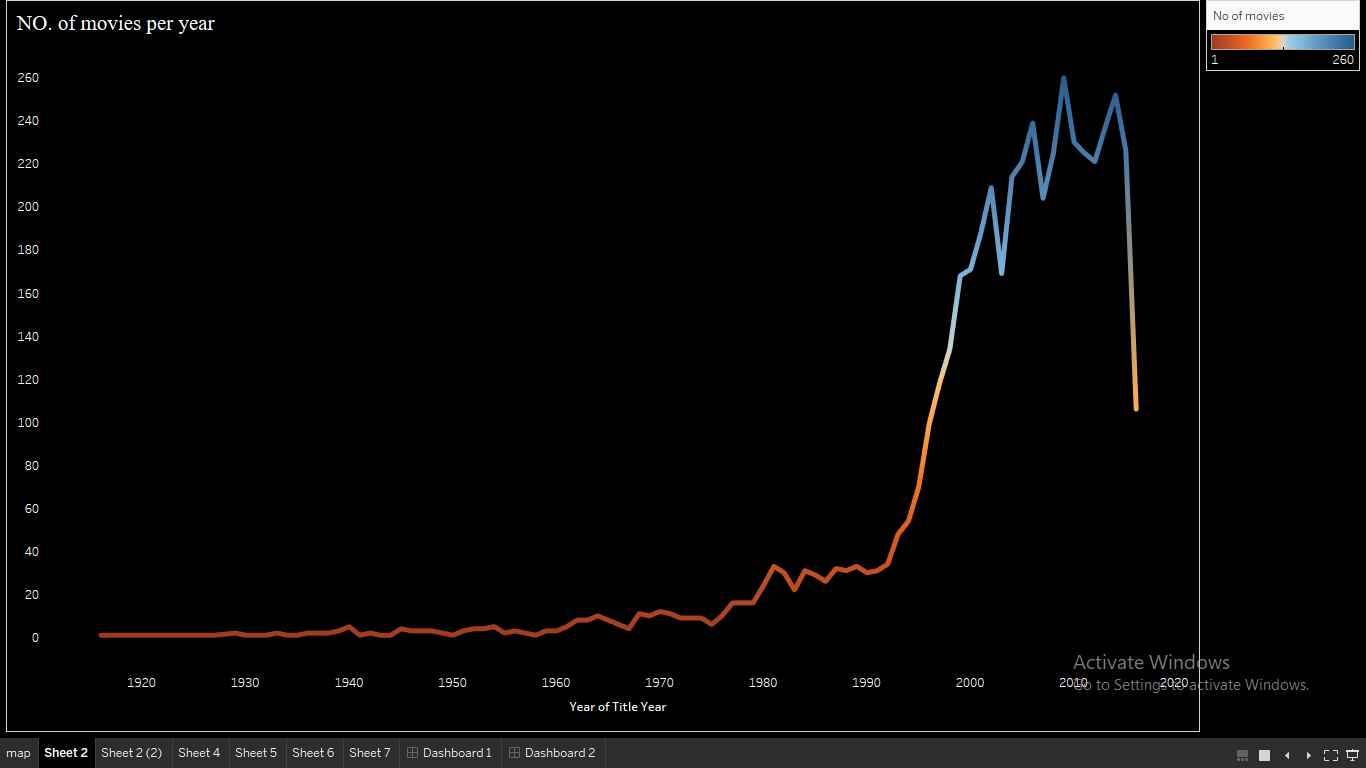 NO. of movies per year
No of movies
1 260
260
240
220
200
180
160
140
120
100
80
60
40
20
0
1920 1930 1940 1950 1960 1970 1980 1990 2000 2010 2020
Year of Title Year
Activate Windows
Go to Settings to activate Windows.
map Sheet 2 Sheet 2 (2) Sheet 4 Sheet 5 Sheet 6 Sheet 7 Dashboard 1 Dashboard 2